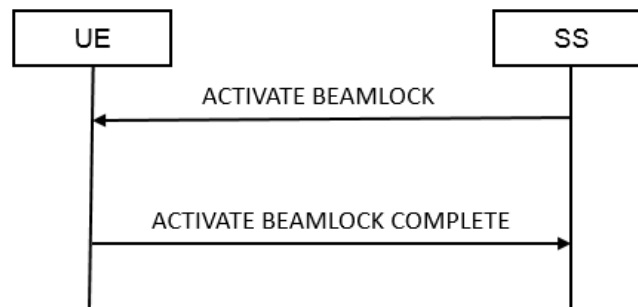 UE
SS
ACTIVATE BEAMLOCK
ACTIVATE BEAMLOCK COMPLETE